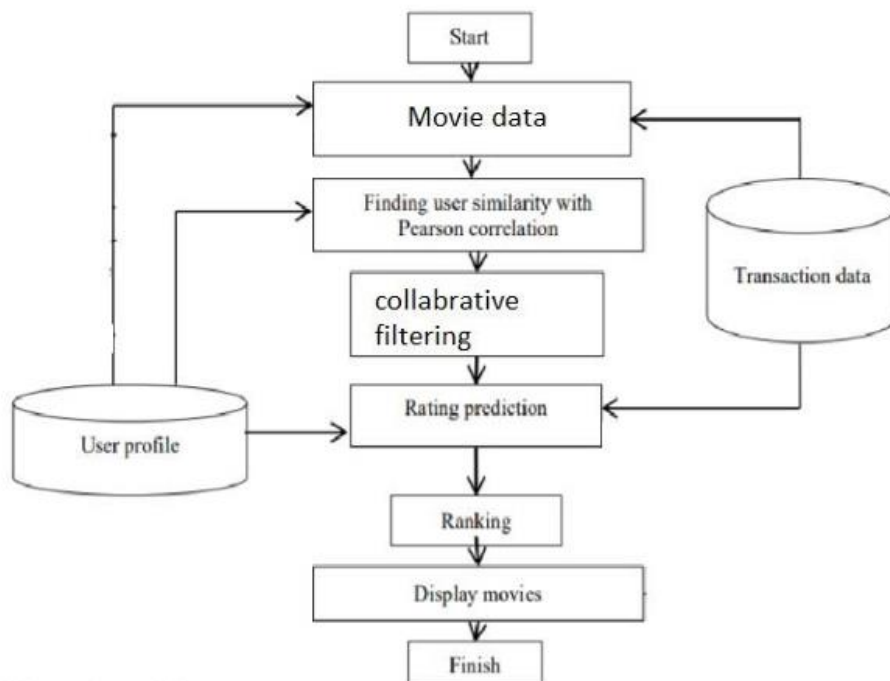 Start
Movie data
Finding user similarity with
Pearson correlation
Transaction data
collabrative
filtering
Rating prediction
User profile
Ranking
Display movies
Finish